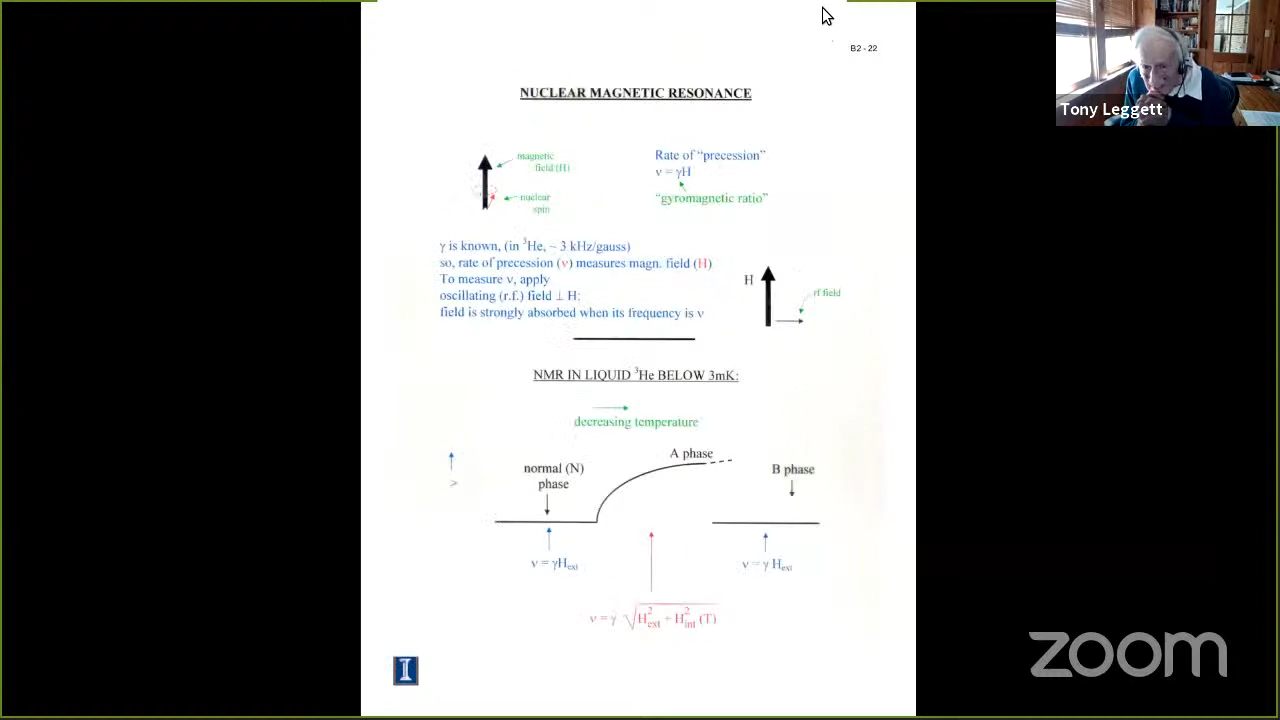 B2 - 22
Tony Leggett
NUCLEAR MAGNETIC RESONANCE
magnetic
field (H)
nuclear
spin
Rate of “precession”
ν = γH
“gyromagnetic ratio”
γ is known, (in ³He, ~ 3 kHz/gauss)
so, rate of precession (ν) measures magn. field (H)
To measure ν, apply
oscillating (r.f.) field ⊥ H:
field is strongly absorbed when its frequency is ν
H
rf field
NMR IN LIQUID ³He BELOW 3mK:
decreasing temperature
ν
normal (N)
phase
A phase
B phase
ν = γH_ext
ν = γ H_ext
ν = γ √(H²_ext + H²_int (T))
I
zoom